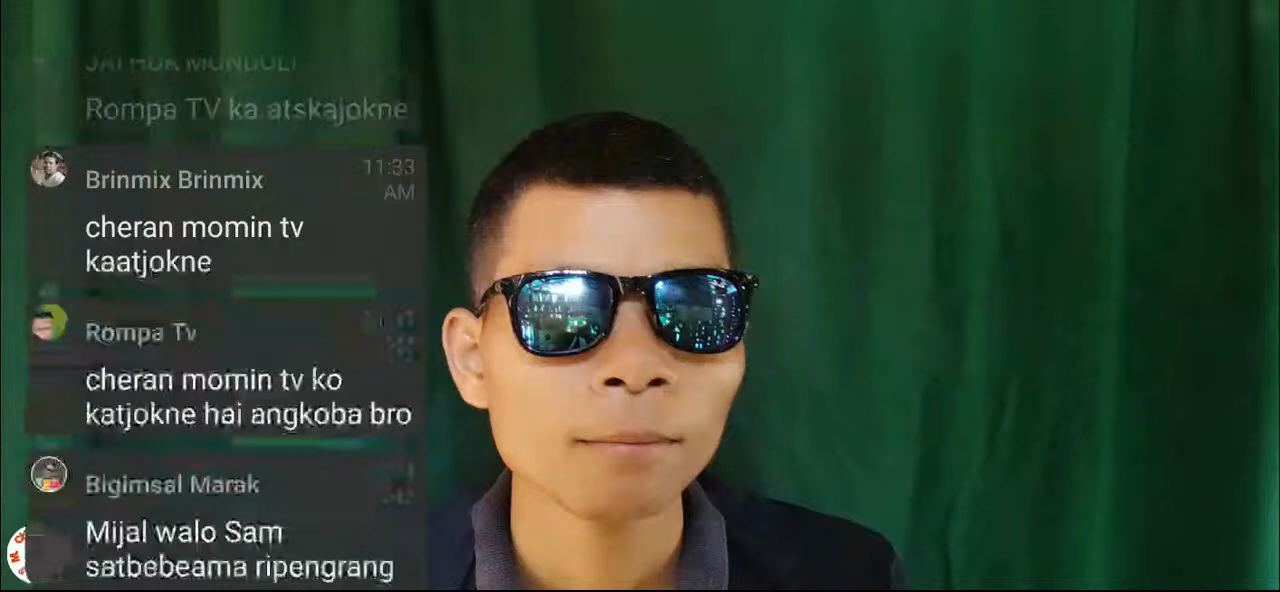 Rompa TV ka atskajokne
Brinmix Brinmix
11:33
AM
cheran momin tv
kaatjokne
Rompa Tv
cheran momin tv ko
katjokne hai angkoba bro
Bigimsal Marak
Mijal walo Sam
satbebeama ripengrang